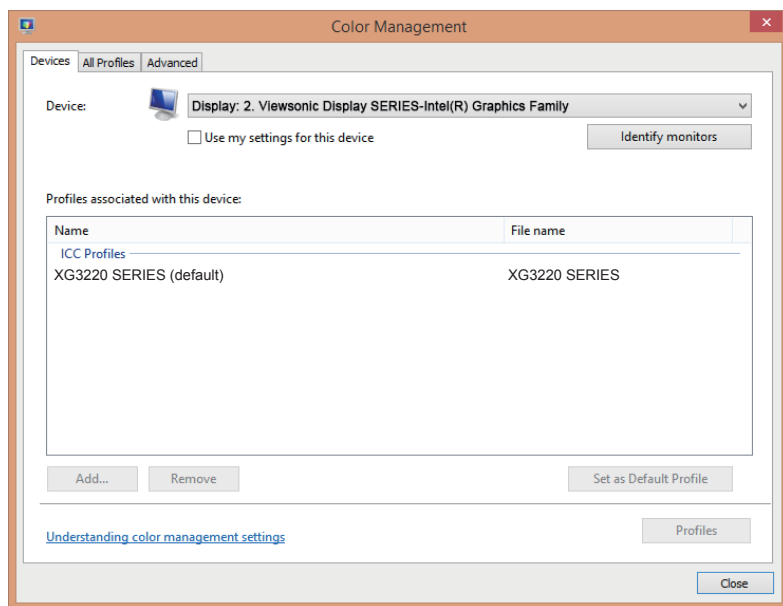 Color Management
Devices All Profiles Advanced
Device: Display: 2. Viewsonic Display SERIES-Intel(R) Graphics Family
Use my settings for this device Identify monitors
Profiles associated with this device:
Name File name
ICC Profiles
XG3220 SERIES (default) XG3220 SERIES
Add... Remove Set as Default Profile
Understanding color management settings Profiles
Close